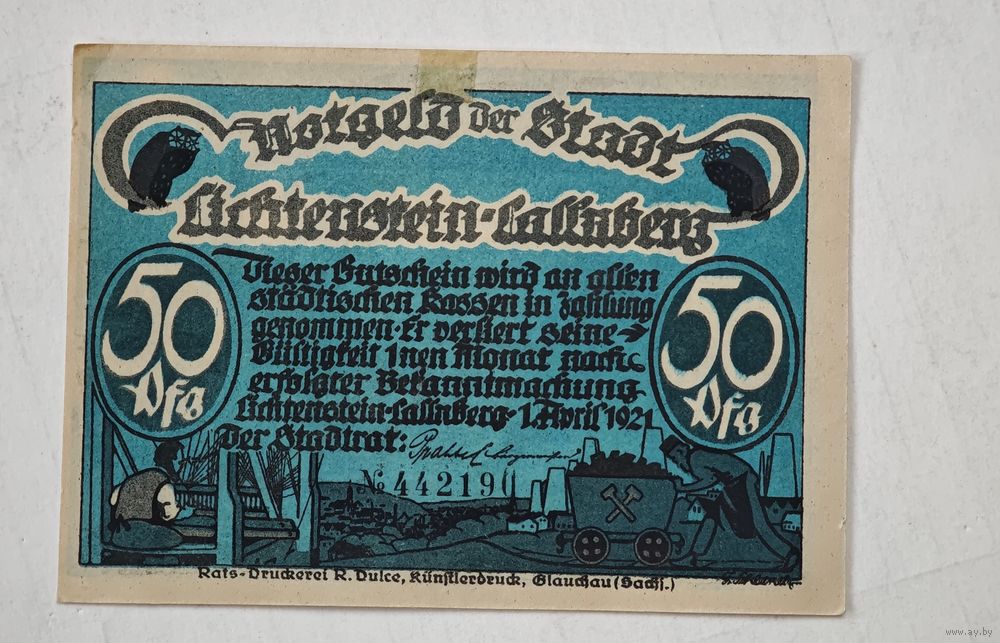 Notgeld der Stadt
Lichtenstein-Callnberg
50 Pfg
Dieser Gutschein wird an allen
städtischen Kassen in Zahlung
genommen. Er verliert seine
Gültigkeit 1nen Monat nach
erfolgter Bekanntmachung
Lichtenstein-Callnberg · 1. April 1921
Der Stadtrat:
50 Pfg
№ 442190
Rats-Druckerei R. Dulce, Künstlerdruck, Glauchau (Sachs.)
www.ay.by